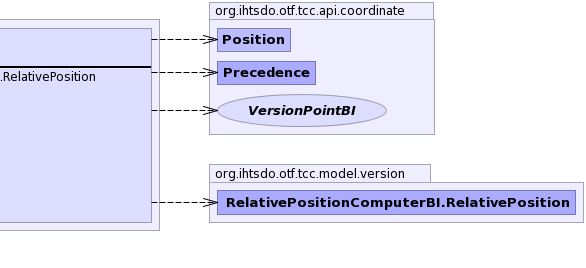 org.ihtsdo.otf.tcc.api.coordinate
Position
.RelativePosition
Precedence
VersionPointBI
org.ihtsdo.otf.tcc.model.version
RelativePositionComputerBI.RelativePosition